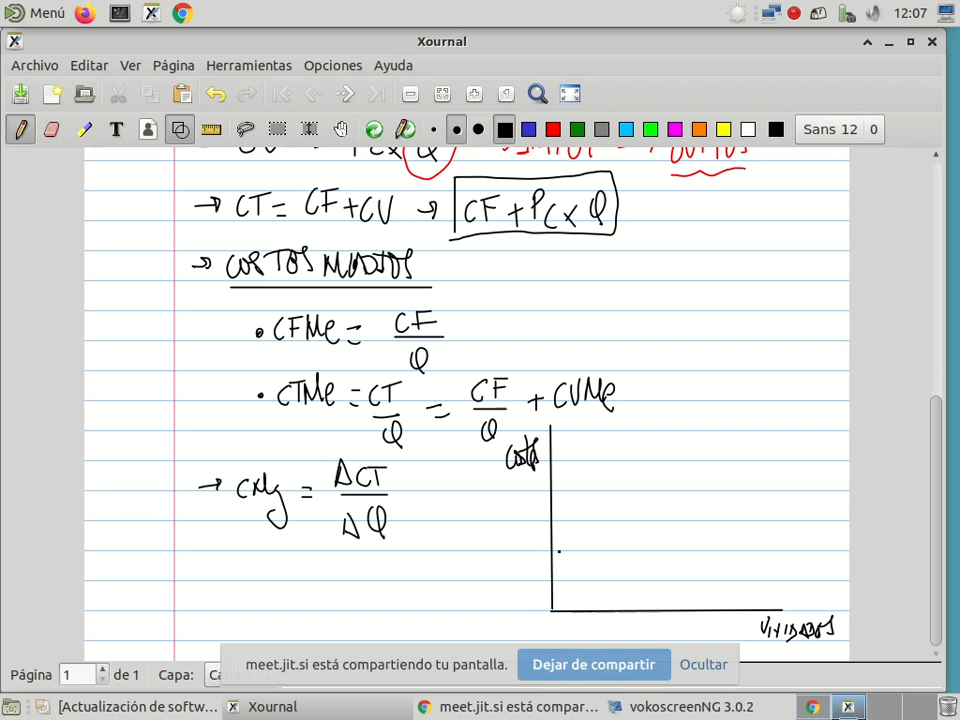 Menú 12:07
Xournal
Archivo Editar Ver Página Herramientas Opciones Ayuda
Sans 12 0
→ CT = CF + CV → CF + PC x Q
→ COSTOS MEDIOS
• CFMe = CF / Q
• CTMe = CT / Q = CF / Q + CVMe
costos
→ CMg = ΔCT / ΔQ
UNIDADES
meet.jit.si está compartiendo tu pantalla. Dejar de compartir Ocultar
Página 1 de 1 Capa: Ca
[Actualización de softw... Xournal meet.jit.si está compar... vokoscreenNG 3.0.2 Xournal